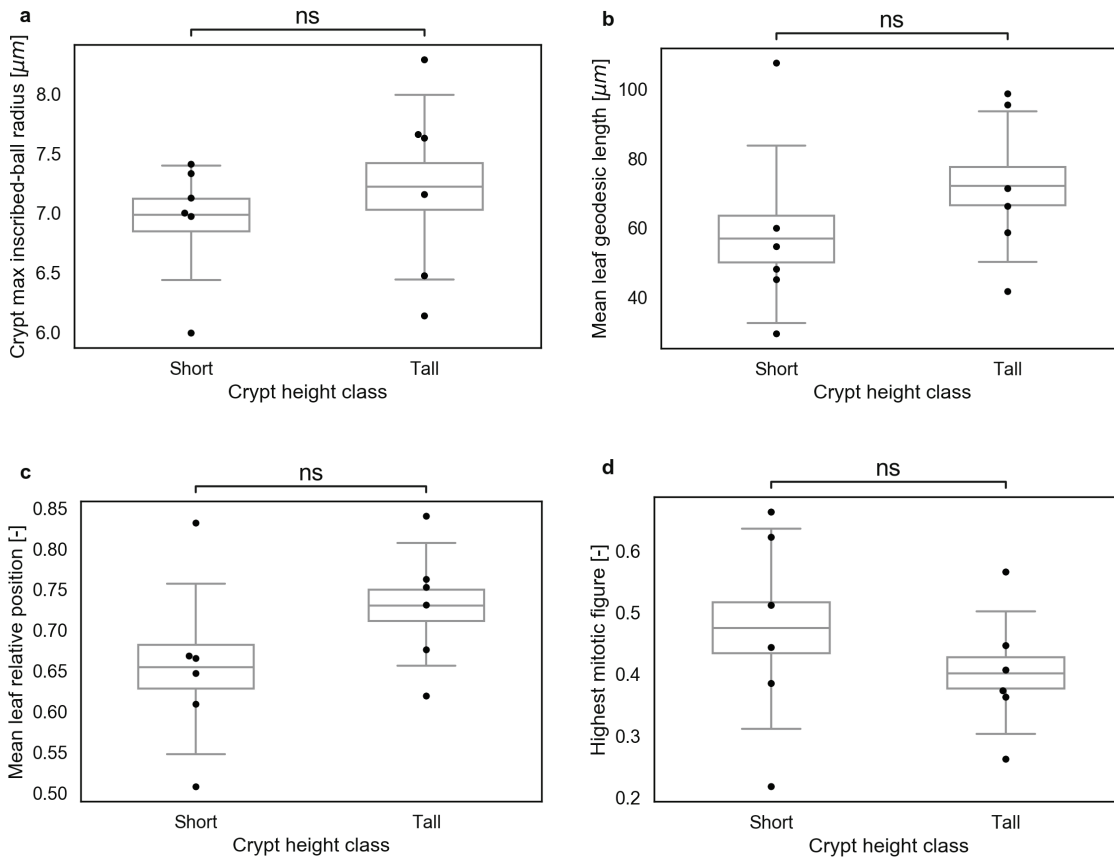 a
ns
Crypt max inscribed-ball radius [μm]
8.0
7.5
7.0
6.5
6.0
Short Tall
Crypt height class
b
ns
Mean leaf geodesic length [μm]
100
80
60
40
Short Tall
Crypt height class
c
ns
Mean leaf relative position [-]
0.85
0.80
0.75
0.70
0.65
0.60
0.55
0.50
Short Tall
Crypt height class
d
ns
Highest mitotic figure [-]
0.6
0.5
0.4
0.3
0.2
Short Tall
Crypt height class